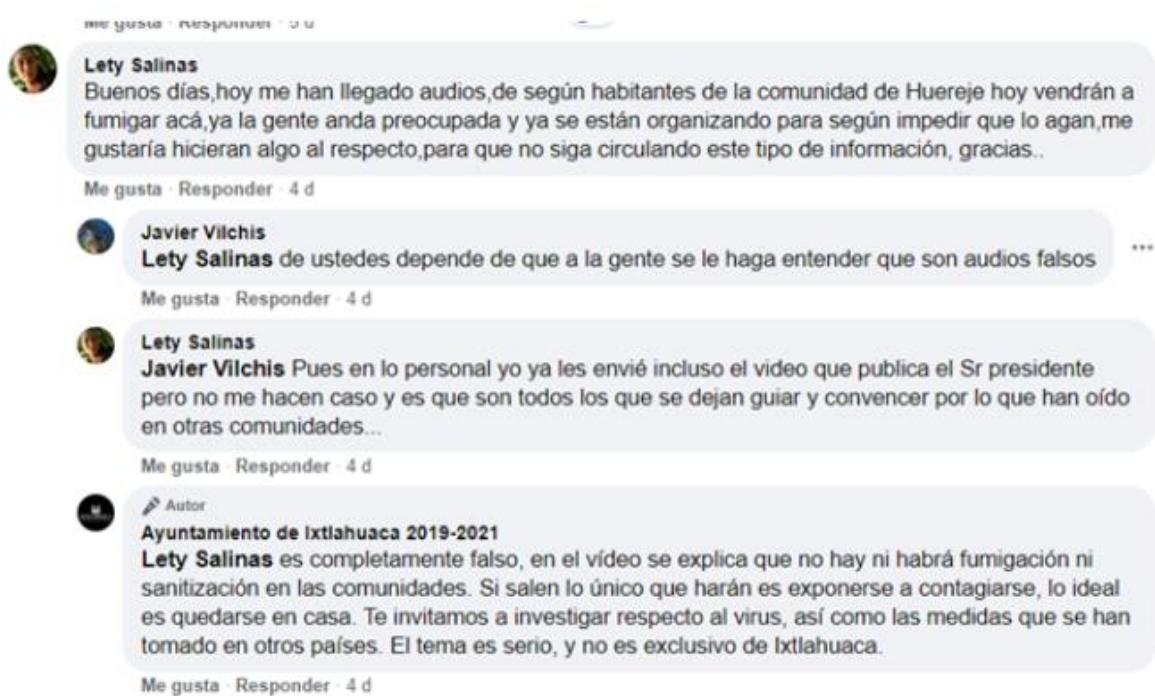 Me gusta · Responder · 5 d
Lety Salinas
Buenos días,hoy me han llegado audios,de según habitantes de la comunidad de Huereje hoy vendrán a
fumigar acá,ya la gente anda preocupada y ya se están organizando para según impedir que lo agan,me
gustaría hicieran algo al respecto,para que no siga circulando este tipo de información, gracias..
Me gusta · Responder · 4 d
Javier Vilchis
Lety Salinas de ustedes depende de que a la gente se le haga entender que son audios falsos
Me gusta · Responder · 4 d
Lety Salinas
Javier Vilchis Pues en lo personal yo ya les envié incluso el video que publica el Sr presidente
pero no me hacen caso y es que son todos los que se dejan guiar y convencer por lo que han oído
en otras comunidades...
Me gusta · Responder · 4 d
Autor
Ayuntamiento de Ixtlahuaca 2019-2021
Lety Salinas es completamente falso, en el vídeo se explica que no hay ni habrá fumigación ni
sanitización en las comunidades. Si salen lo único que harán es exponerse a contagiarse, lo ideal
es quedarse en casa. Te invitamos a investigar respecto al virus, así como las medidas que se han
tomado en otros países. El tema es serio, y no es exclusivo de Ixtlahuaca.
Me gusta · Responder · 4 d